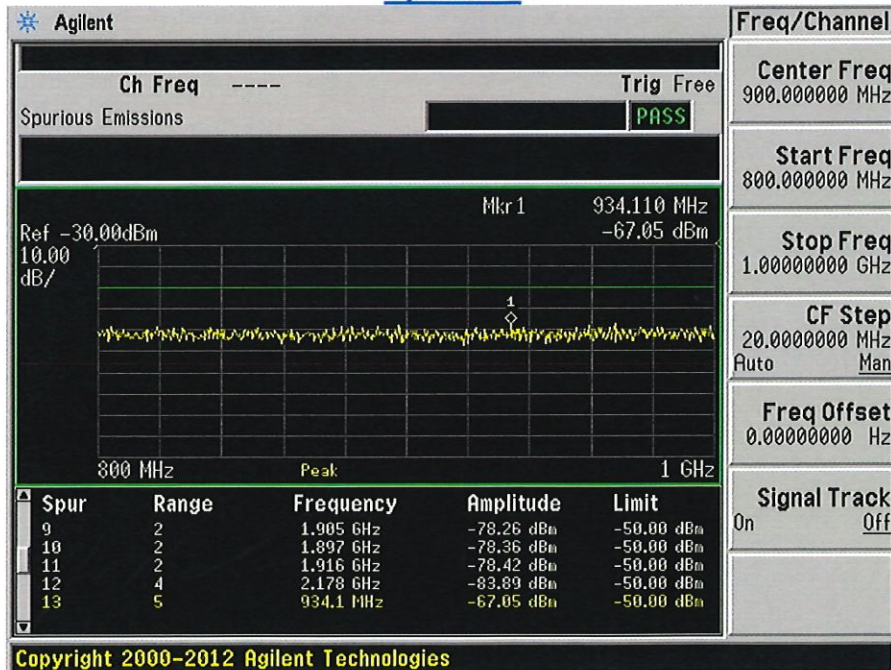 Agilent
Freq/Channel
Ch Freq ----
Trig Free
Spurious Emissions
PASS
Mkr1 934.110 MHz
-67.05 dBm
Ref -30.00dBm
10.00
dB/
1
800 MHz
Peak
1 GHz
Spur Range Frequency Amplitude Limit
9 2 1.905 GHz -78.26 dBm -50.00 dBm
10 2 1.897 GHz -78.36 dBm -50.00 dBm
11 2 1.916 GHz -78.42 dBm -50.00 dBm
12 4 2.178 GHz -83.89 dBm -50.00 dBm
13 5 934.1 MHz -67.05 dBm -50.00 dBm
Copyright 2000-2012 Agilent Technologies
Center Freq
900.000000 MHz
Start Freq
800.000000 MHz
Stop Freq
1.00000000 GHz
CF Step
20.0000000 MHz
Auto Man
Freq Offset
0.00000000 Hz
Signal Track
On Off